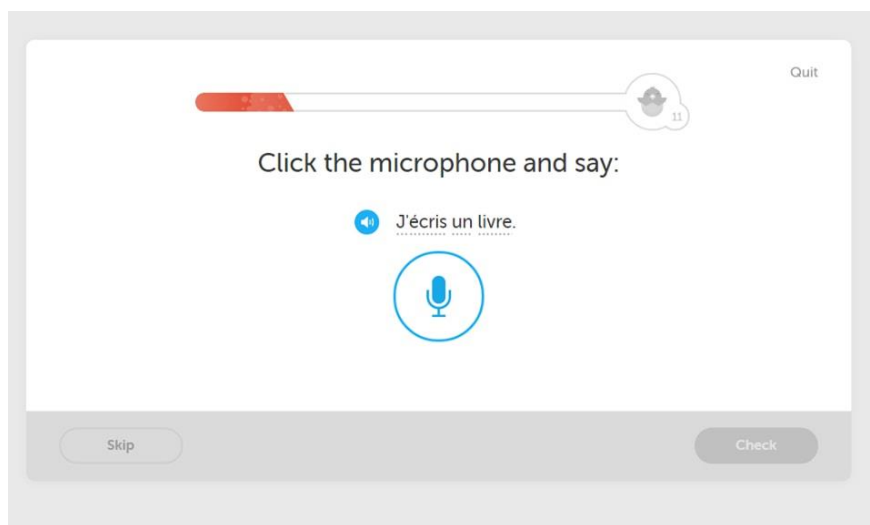 Quit
11
Click the microphone and say:
J'écris un livre.
Skip
Check